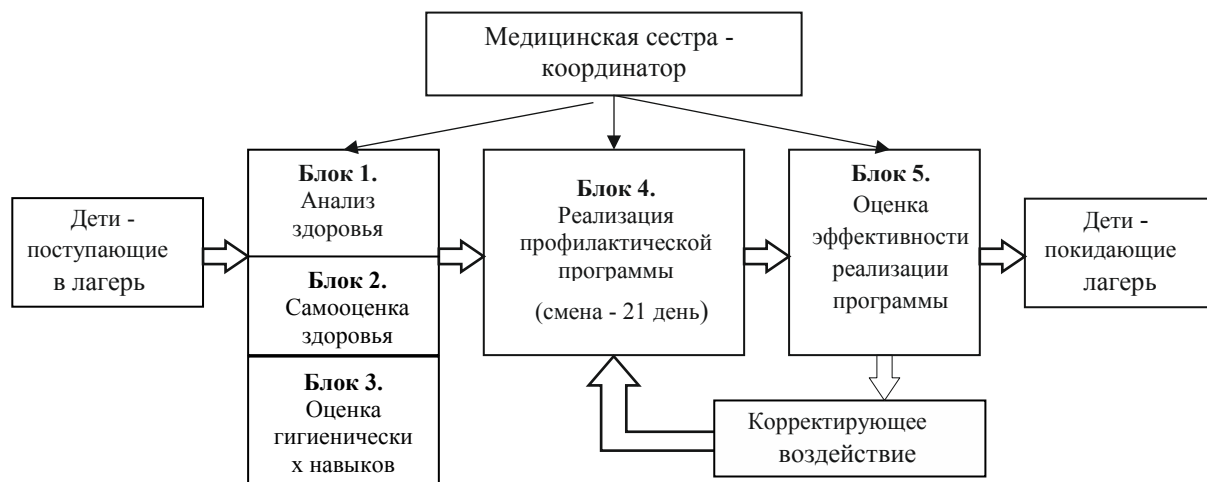 Медицинская сестра -
координатор
Дети -
поступающие
в лагерь
Блок 1.
Анализ
здоровья
Блок 2.
Самооценка
здоровья
Блок 3.
Оценка
гигиенически
х навыков
Блок 4.
Реализация
профилактической
программы
(смена - 21 день)
Блок 5.
Оценка
эффективности
реализации
программы
Дети -
покидающие
лагерь
Корректирующее
воздействие